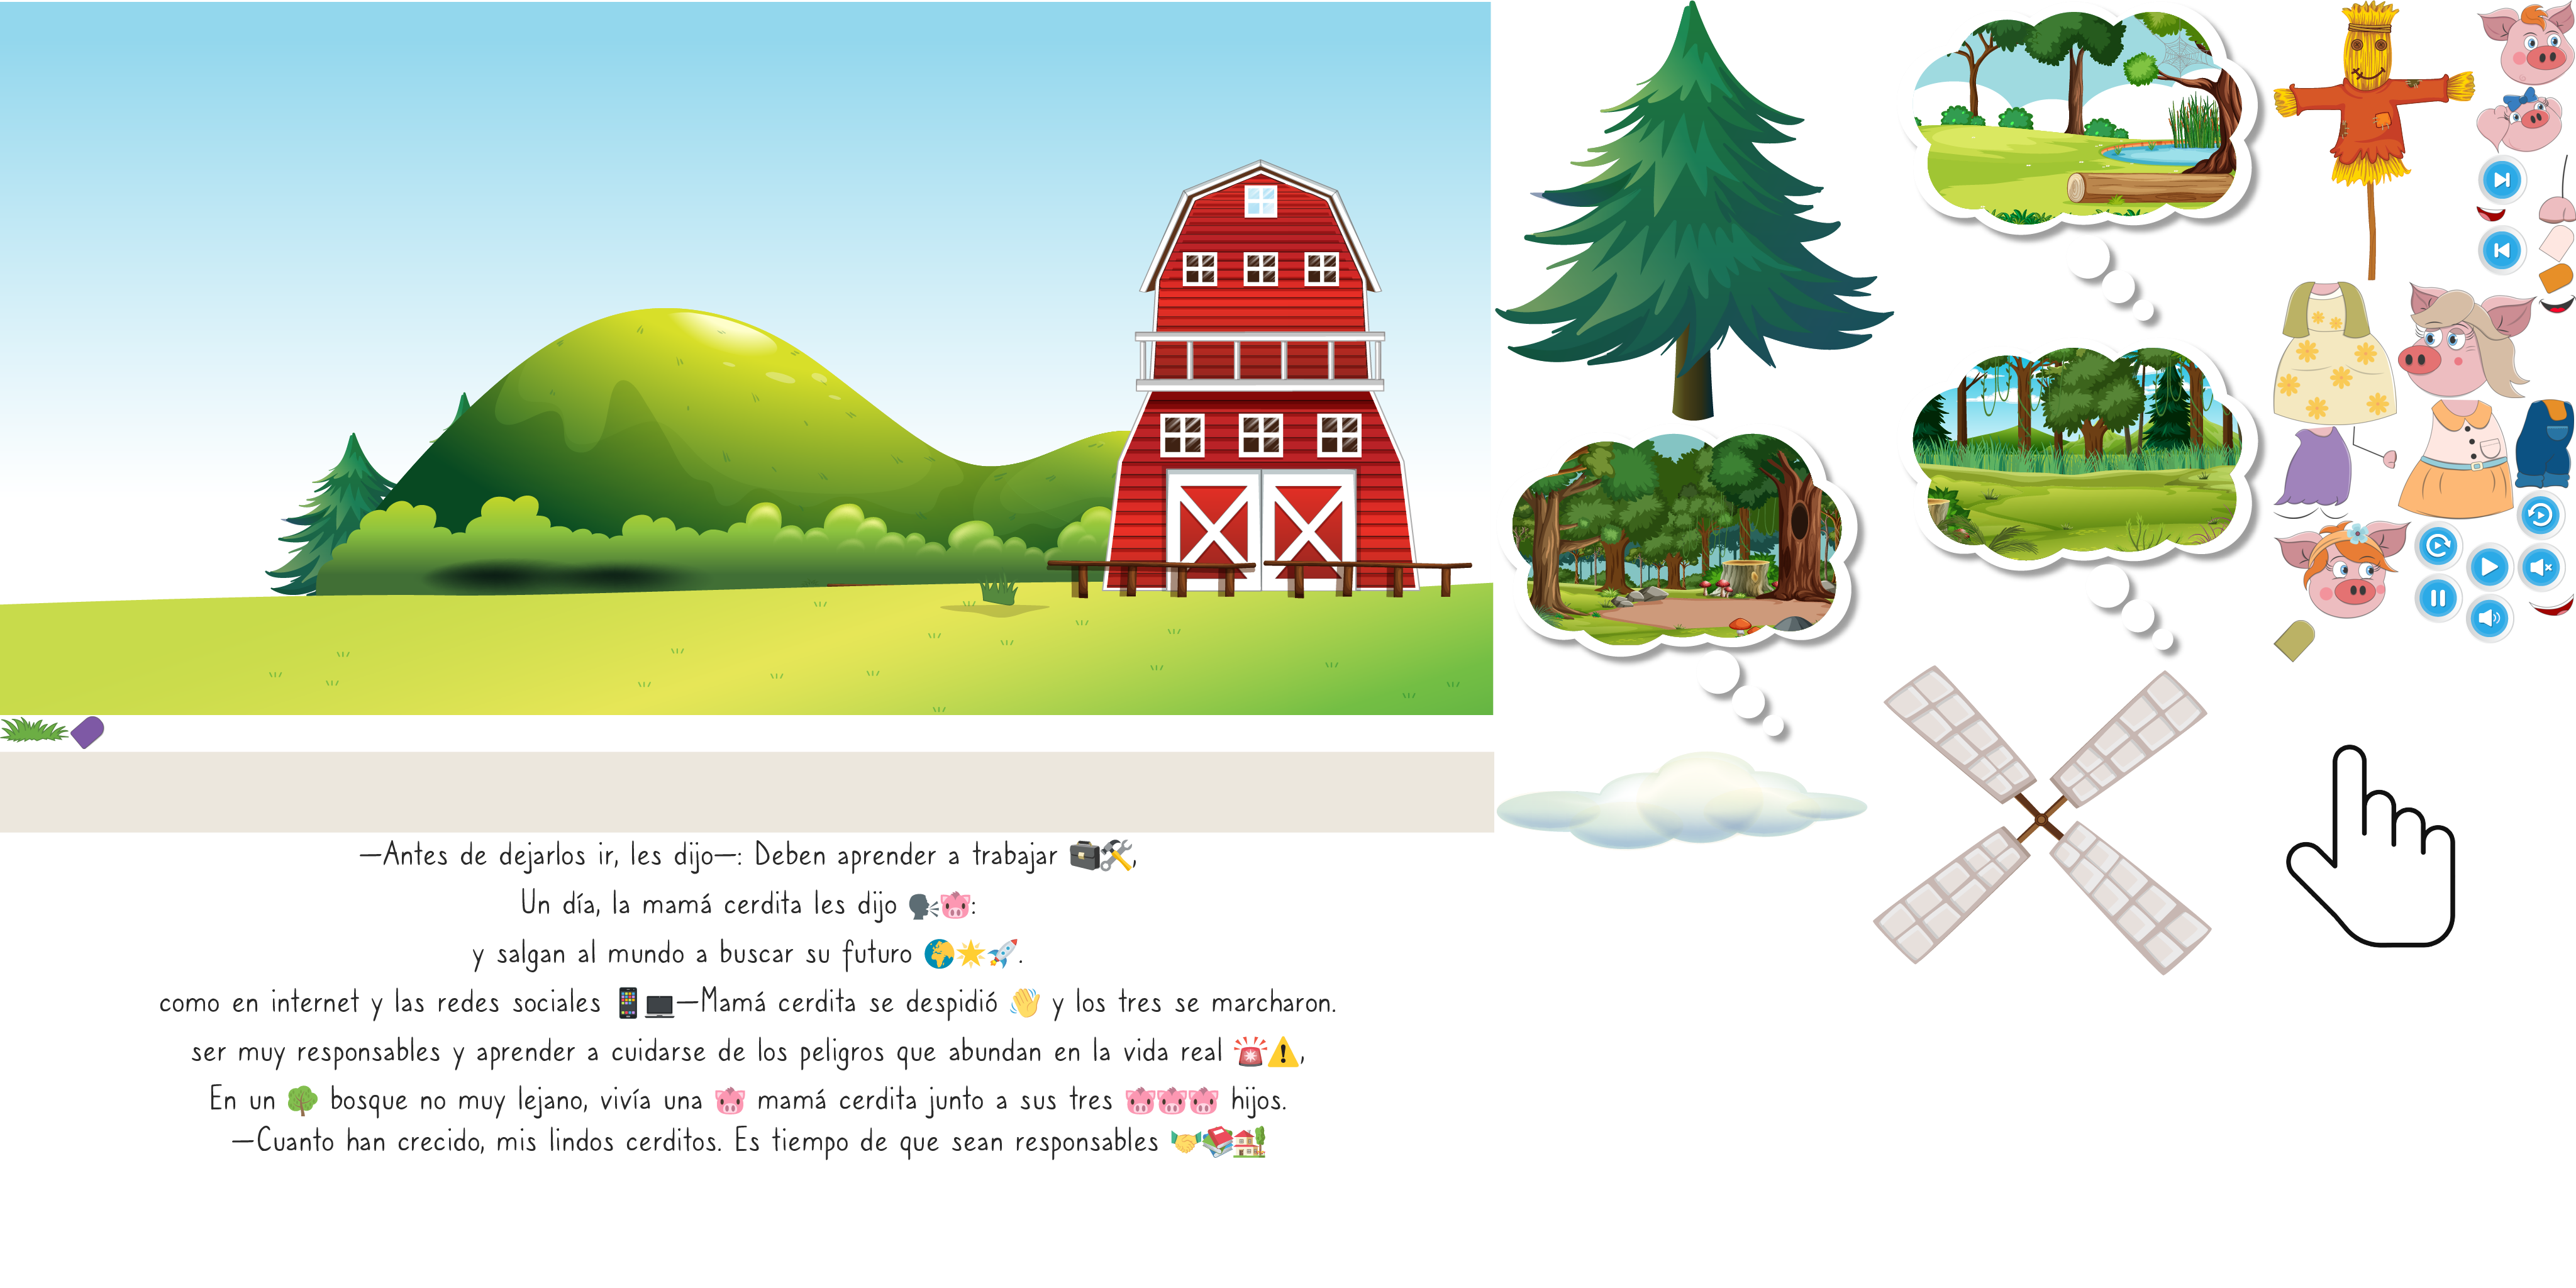 —Antes de dejarlos ir, les dijo—: Deben aprender a trabajar 💼🛠️,
Un día, la mamá cerdita les dijo 🗣️🐷:
y salgan al mundo a buscar su futuro 🌍🌟🚀.
como en internet y las redes sociales 📱💻—Mamá cerdita se despidió 👋 y los tres se marcharon.
ser muy responsables y aprender a cuidarse de los peligros que abundan en la vida real 🚨⚠️,
En un 🌳 bosque no muy lejano, vivía una 🐷 mamá cerdita junto a sus tres 🐷🐷🐷 hijos.
—Cuanto han crecido, mis lindos cerditos. Es tiempo de que sean responsables 🤝📚🏡